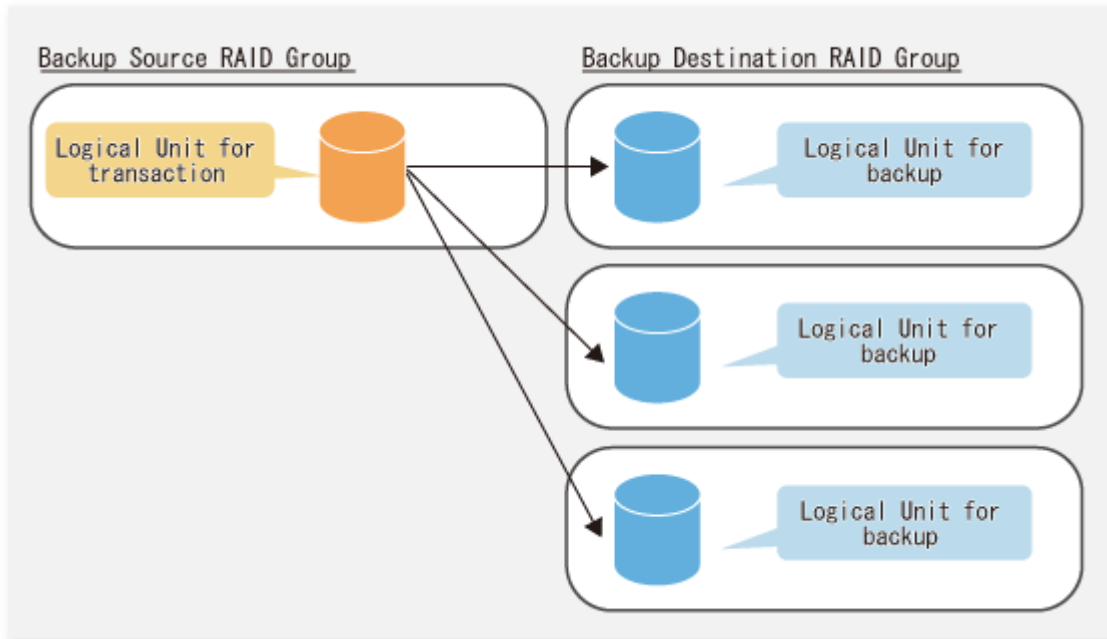 Backup Source RAID Group
Backup Destination RAID Group
Logical Unit for
transaction
Logical Unit for
backup
Logical Unit for
backup
Logical Unit for
backup